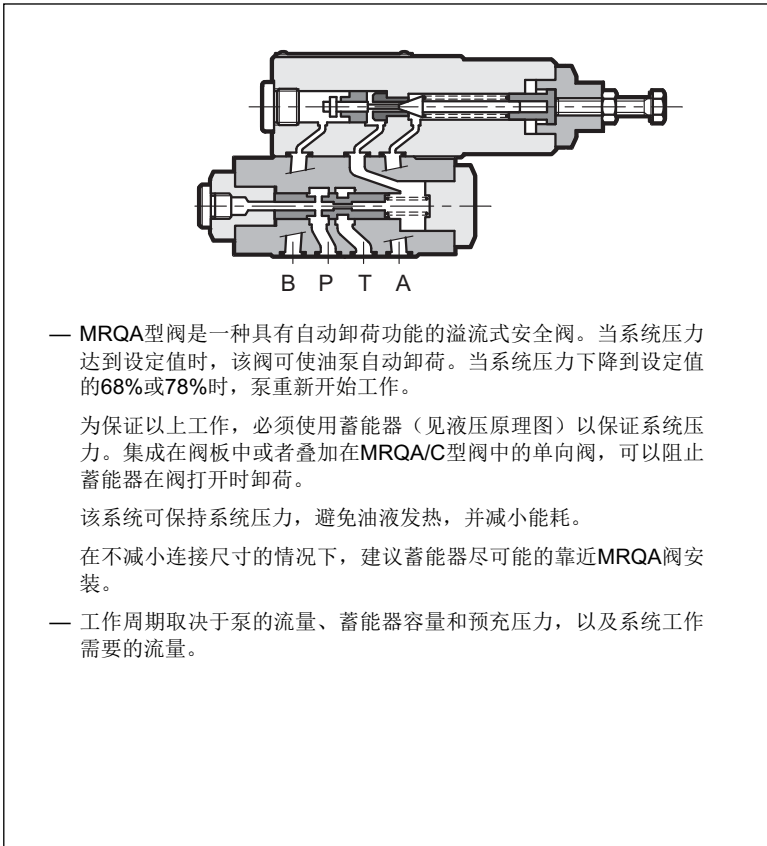 B P T A
— MRQA型阀是一种具有自动卸荷功能的溢流式安全阀。当系统压力
达到设定值时，该阀可使油泵自动卸荷。当系统压力下降到设定值
的68%或78%时，泵重新开始工作。
为保证以上工作，必须使用蓄能器（见液压原理图）以保证系统压
力。集成在阀板中或者叠加在MRQA/C型阀中的单向阀，可以阻止
蓄能器在阀打开时卸荷。
该系统可保持系统压力，避免油液发热，并减小能耗。
在不减小连接尺寸的情况下，建议蓄能器尽可能的靠近MRQA阀安
装。
— 工作周期取决于泵的流量、蓄能器容量和预充压力，以及系统工作
需要的流量。